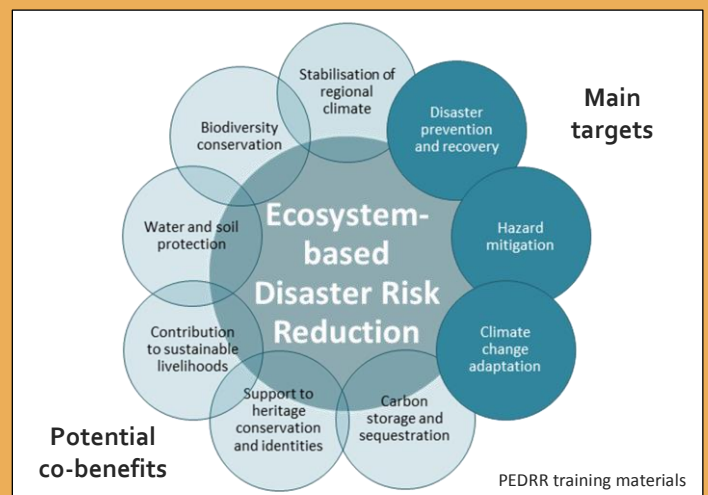 Stabilisation of
regional
climate
Disaster
prevention
and recovery
Main
targets
Biodiversity
conservation
Hazard
mitigation
Water and soil
protection
Ecosystem-
based
Disaster Risk
Reduction
Climate
change
adaptation
Contribution
to sustainable
livelihoods
Support to
heritage
conservation
and identities
Carbon
storage and
sequestration
Potential
co-benefits
PEDRR training materials